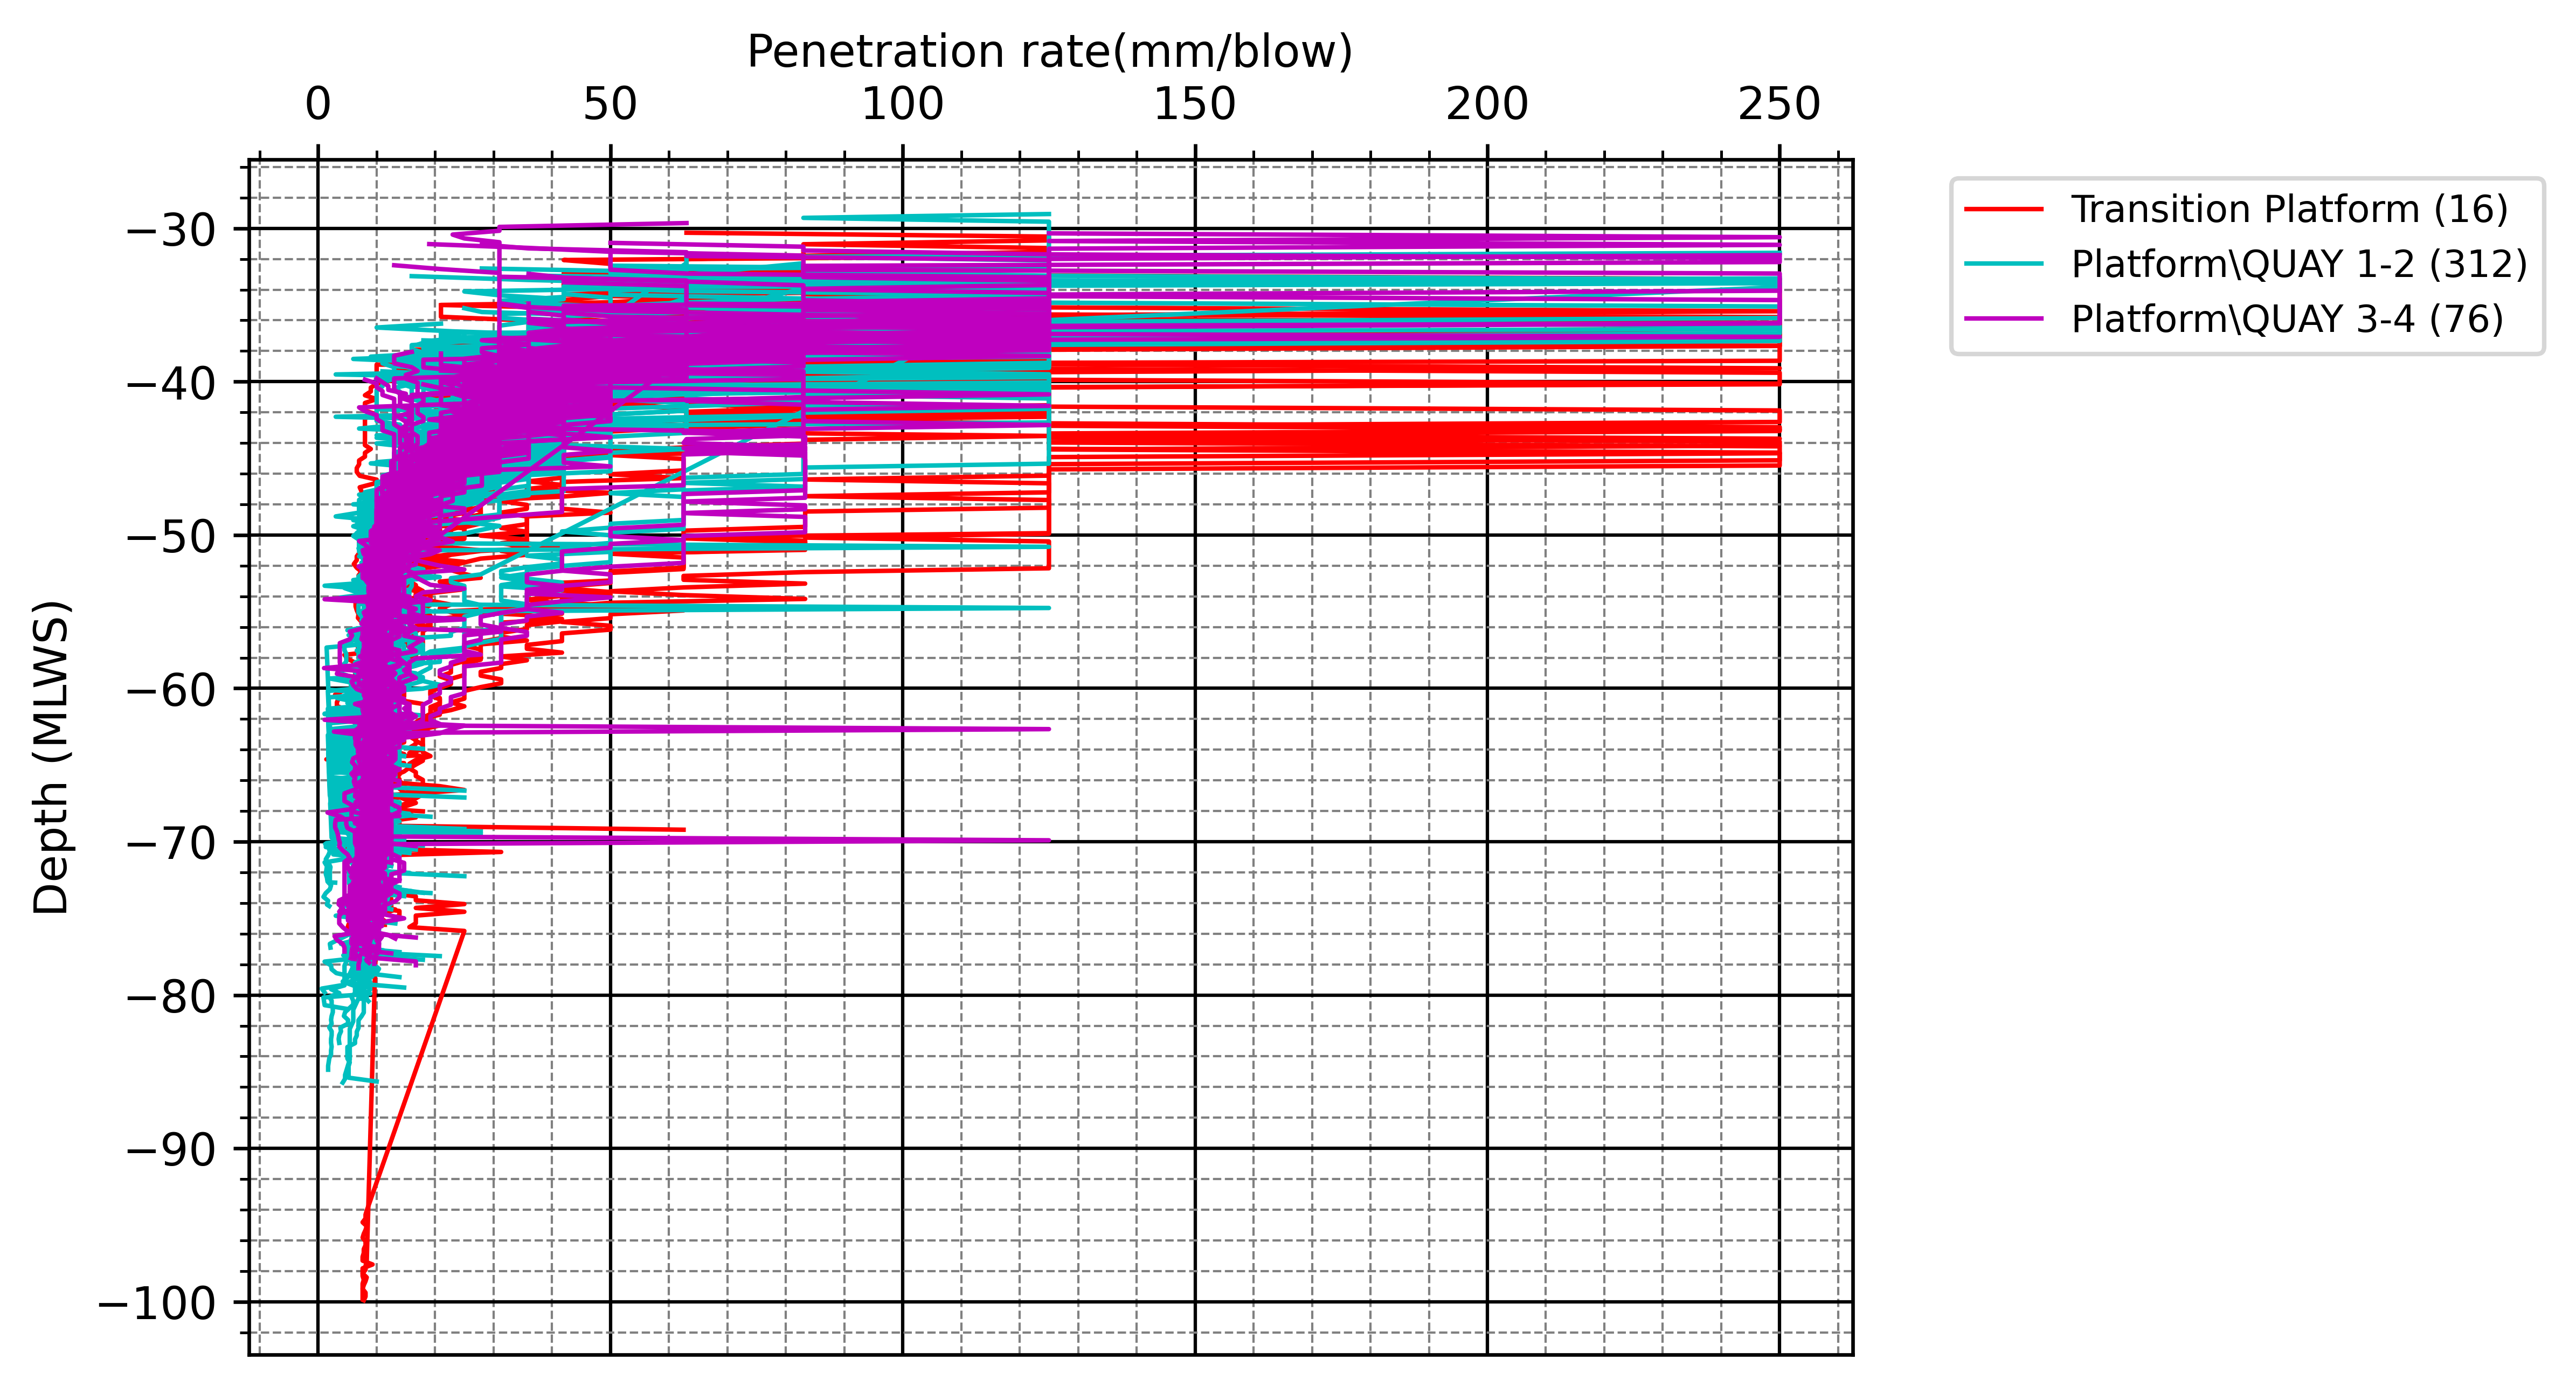 Penetration rate(mm/blow)
0 50 100 150 200 250
Transition Platform (16)
Platform\QUAY 1-2 (312)
Platform\QUAY 3-4 (76)
Depth (MLWS)
−30
−40
−50
−60
−70
−80
−90
−100